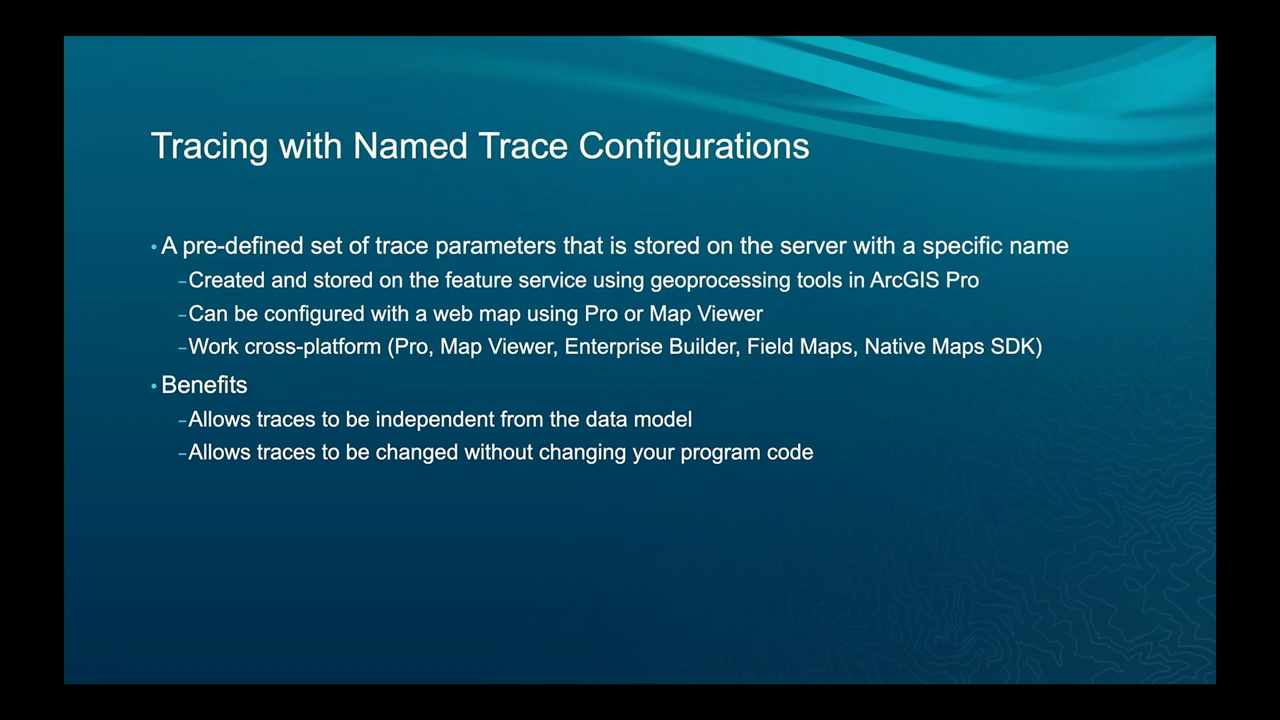 Tracing with Named Trace Configurations
• A pre-defined set of trace parameters that is stored on the server with a specific name
–Created and stored on the feature service using geoprocessing tools in ArcGIS Pro
–Can be configured with a web map using Pro or Map Viewer
–Work cross-platform (Pro, Map Viewer, Enterprise Builder, Field Maps, Native Maps SDK)
• Benefits
–Allows traces to be independent from the data model
–Allows traces to be changed without changing your program code